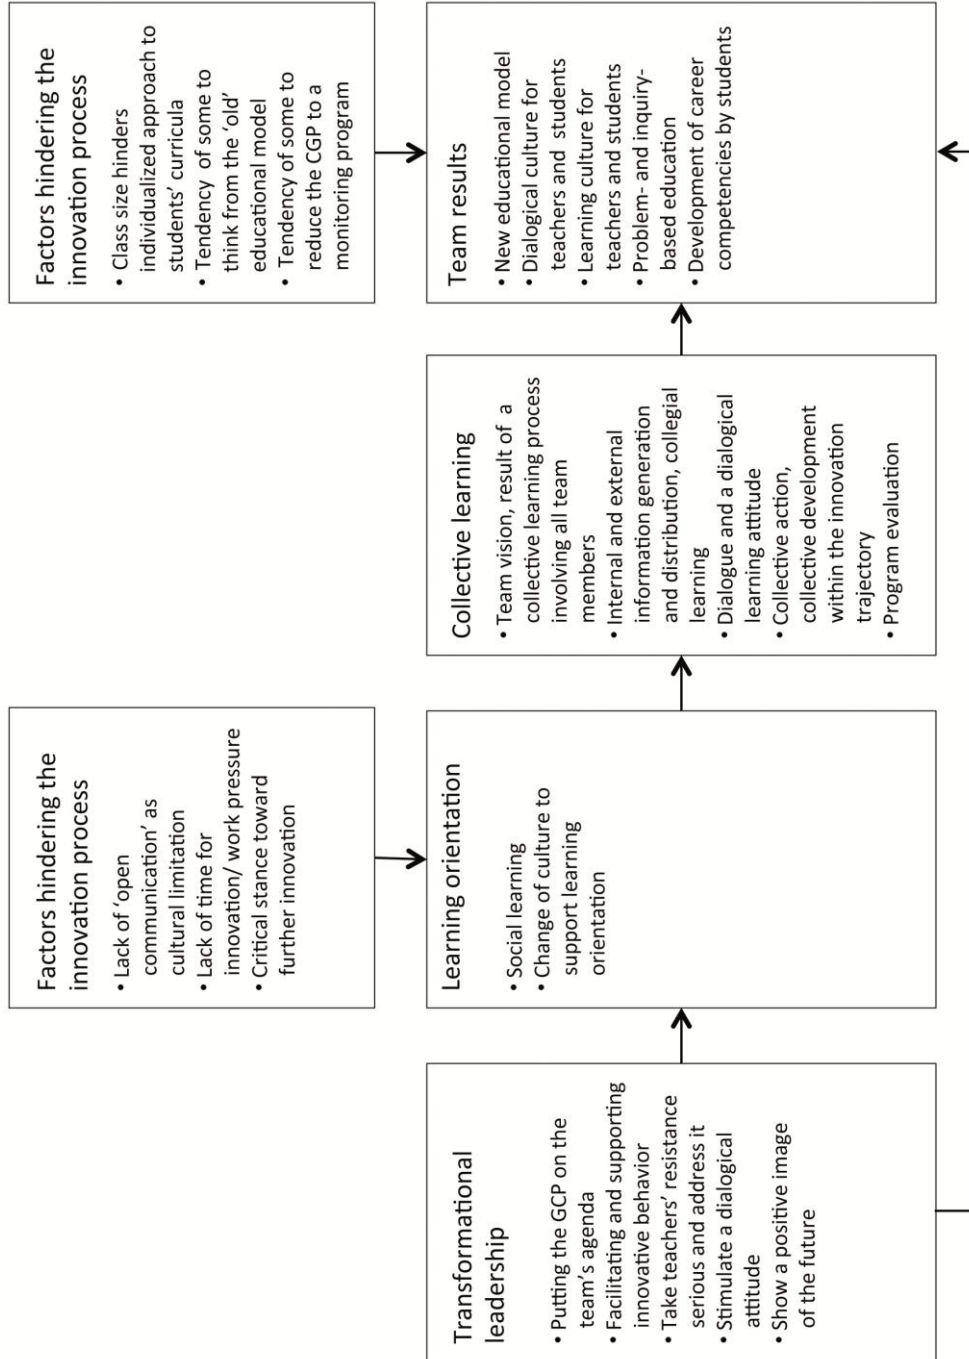 Factors hindering the
innovation process
• Lack of ‘open
communication’ as
cultural limitation
• Lack of time for
innovation/ work pressure
• Critical stance toward
further innovation
Factors hindering the
innovation process
• Class size hinders
individualized approach to
students’ curricula
• Tendency of some to
think from the ‘old’
educational model
• Tendency of some to
reduce the CGP to a
monitoring program
Transformational
leadership
• Putting the GCP on the
team’s agenda
• Facilitating and supporting
innovative behavior
• Take teachers’ resistance
serious and address it
• Stimulate a dialogical
attitude
• Show a positive image
of the future
Learning orientation
• Social learning
• Change of culture to
support learning
orientation
Collective learning
• Team vision, result of a
collective learning process
involving all team
members
• Internal and external
information generation
and distribution, collegial
learning
• Dialogue and a dialogical
learning attitude
• Collective action,
collective development
within the innovation
trajectory
• Program evaluation
Team results
• New educational model
• Dialogical culture for
teachers and students
• Learning culture for
teachers and students
• Problem- and inquiry-
based education
• Development of career
competencies by students